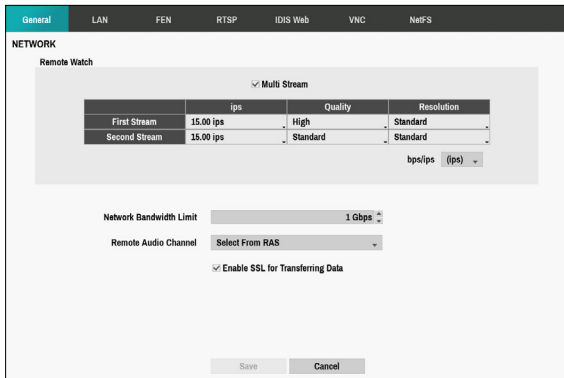 General LAN FEN RTSP IDIS Web VNC NetFS
NETWORK
Remote Watch
Multi Stream
ips Quality Resolution
First Stream 15.00 ips High Standard
Second Stream 15.00 ips Standard Standard
bps/ips (ips)
Network Bandwidth Limit 1 Gbps
Remote Audio Channel Select From RAS
Enable SSL for Transferring Data
Save Cancel